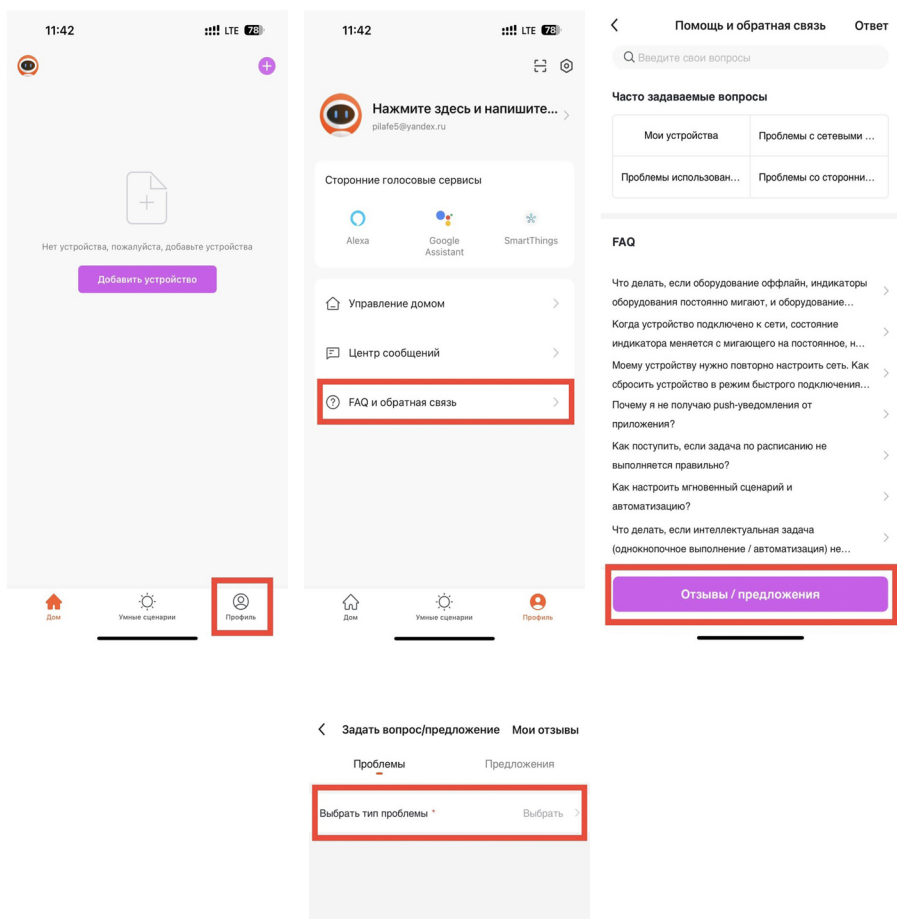 11:42
LTE 78
Нет устройства, пожалуйста, добавьте устройства
Добавить устройство
Дом
Умные сценарии
Профиль
11:42
LTE 78
Нажмите здесь и напишите...
pilafe5@yandex.ru
Сторонние голосовые сервисы
Alexa
Google
Assistant
SmartThings
Управление домом
Центр сообщений
FAQ и обратная связь
Дом
Умные сценарии
Профиль
Помощь и обратная связь
Ответ
Введите свои вопросы
Часто задаваемые вопросы
Мои устройства
Проблемы с сетевыми ...
Проблемы использован...
Проблемы со сторонни...
FAQ
Что делать, если оборудование оффлайн, индикаторы
оборудования постоянно мигают, и оборудование...
Когда устройство подключено к сети, состояние
индикатора меняется с мигающего на постоянное, н...
Моему устройству нужно повторно настроить сеть. Как
сбросить устройство в режим быстрого подключения...
Почему я не получаю push-уведомления от
приложения?
Как поступить, если задача по расписанию не
выполняется правильно?
Как настроить мгновенный сценарий и
автоматизацию?
Что делать, если интеллектуальная задача
(однокнопочное выполнение / автоматизация) не...
Отзывы / предложения
Задать вопрос/предложение
Мои отзывы
Проблемы
Предложения
Выбрать тип проблемы *
Выбрать